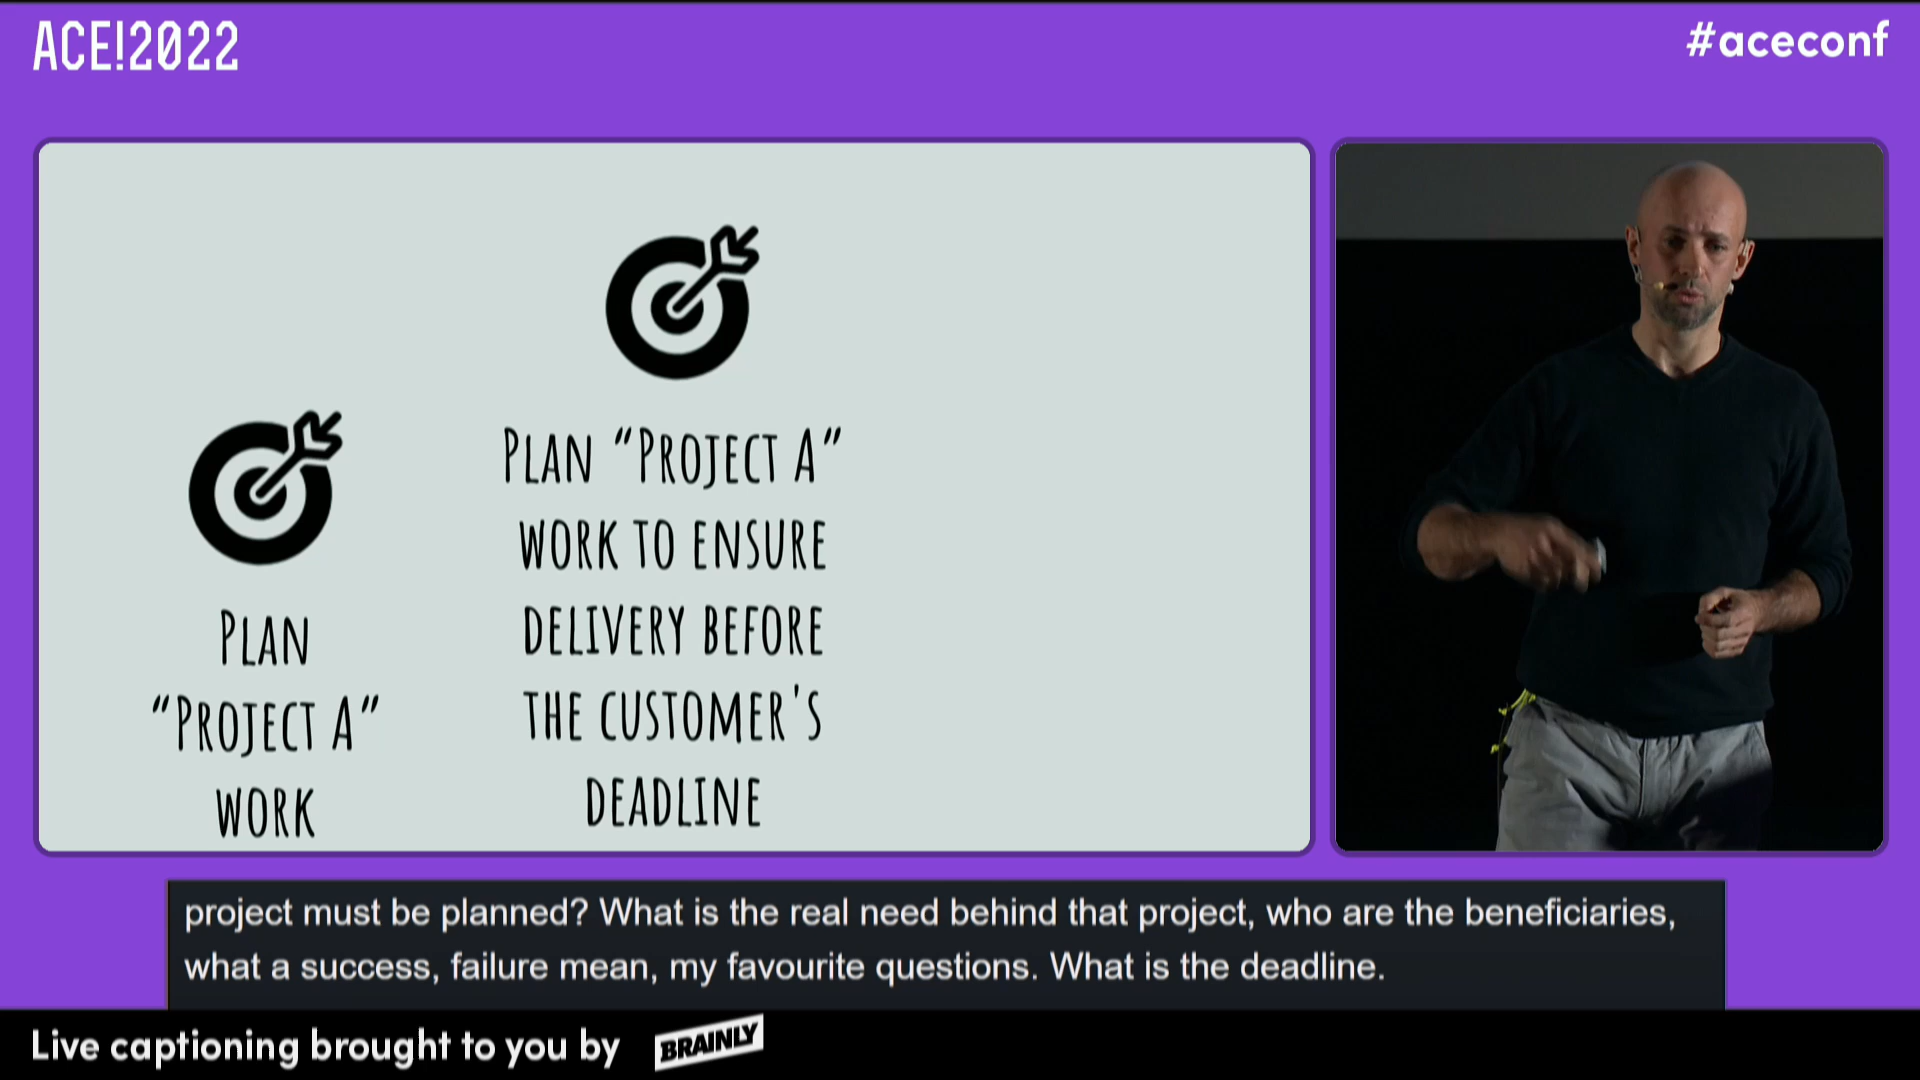 ACE!2022
#aceconf
PLAN
“PROJECT A”
WORK
PLAN “PROJECT A”
WORK TO ENSURE
DELIVERY BEFORE
THE CUSTOMER'S
DEADLINE
project must be planned? What is the real need behind that project, who are the beneficiaries,
what a success, failure mean, my favourite questions. What is the deadline.
Live captioning brought to you by
BRAINLY